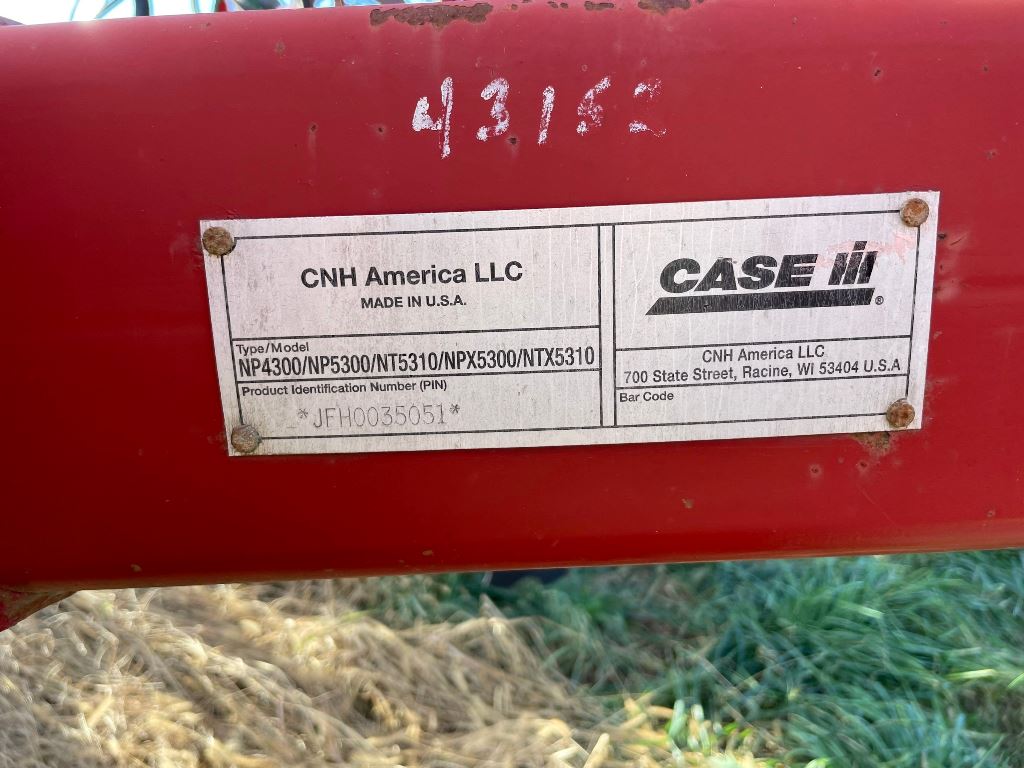 43152
CNH America LLC
MADE IN U.S.A.
Type/Model
NP4300/NP5300/NT5310/NPX5300/NTX5310
Product Identification Number (PIN)
*JFH0035051*
CASE IH®
CNH America LLC
700 State Street, Racine, WI 53404 U.S.A
Bar Code